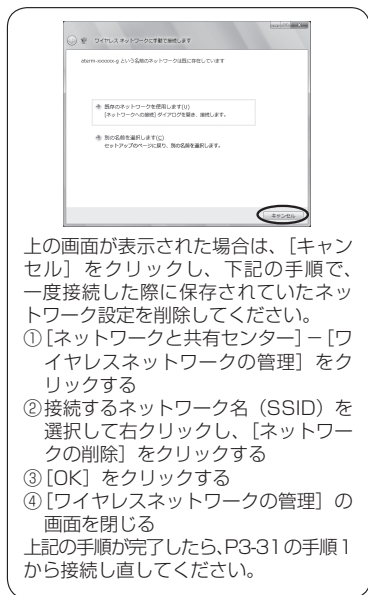 ワイヤレス ネットワークに手動で接続します
aterm-xxxxxx-g という名前のネットワークは既に存在しています
既存のネットワークを使用します(U)
[ネットワークへの接続] ダイアログを開き、接続します。
別の名前を選択します(C)
セットアップのページに戻り、別の名前を選択します。
キャンセル
上の画面が表示された場合は、[キャン
セル］をクリックし、下記の手順で、
一度接続した際に保存されていたネッ
トワーク設定を削除してください。
①[ネットワークと共有センター]－[ワ
イヤレスネットワークの管理］をク
リックする
②接続するネットワーク名（SSID）を
選択して右クリックし、［ネットワー
クの削除］をクリックする
③[OK］をクリックする
④[ワイヤレスネットワークの管理］の
画面を閉じる
上記の手順が完了したら、P3-31の手順1
から接続し直してください。